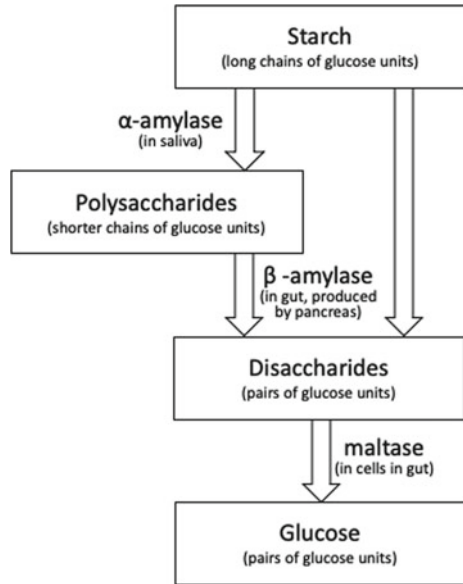 Starch
(long chains of glucose units)
α-amylase
(in saliva)
Polysaccharides
(shorter chains of glucose units)
β -amylase
(in gut, produced
by pancreas)
Disaccharides
(pairs of glucose units)
maltase
(in cells in gut)
Glucose
(pairs of glucose units)